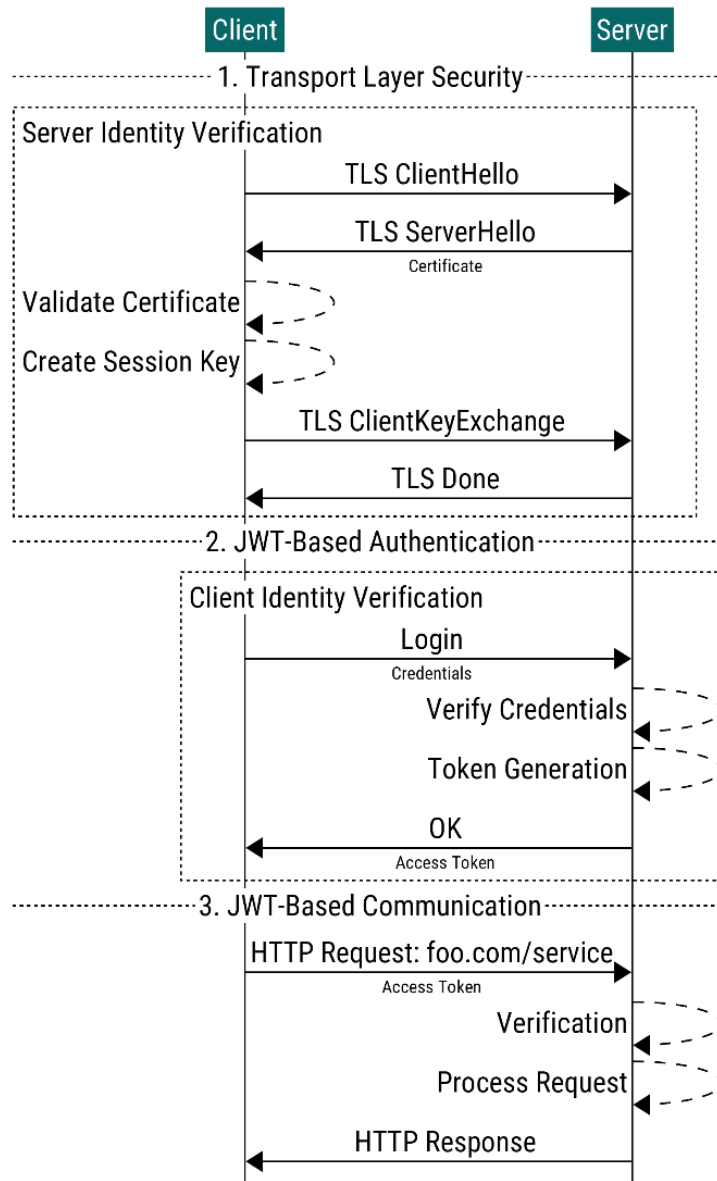 Client
Server
1. Transport Layer Security
Server Identity Verification
TLS ClientHello
TLS ServerHello
Certificate
Validate Certificate
Create Session Key
TLS ClientKeyExchange
TLS Done
2. JWT-Based Authentication
Client Identity Verification
Login
Credentials
Verify Credentials
Token Generation
OK
Access Token
3. JWT-Based Communication
HTTP Request: foo.com/service
Access Token
Verification
Process Request
HTTP Response